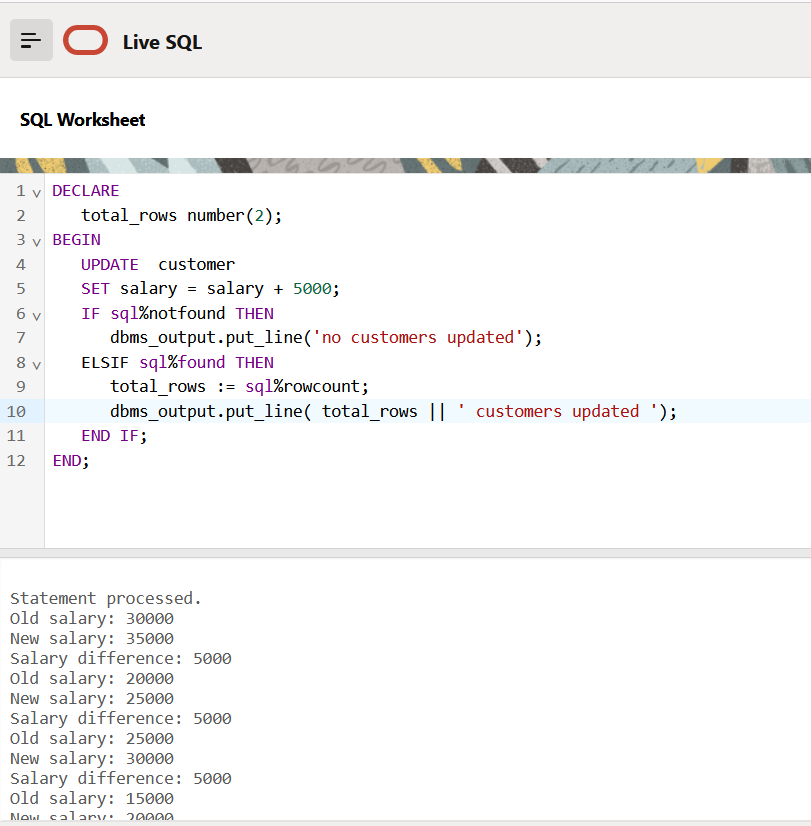 Live SQL
SQL Worksheet
1 DECLARE
2 total_rows number(2);
3 BEGIN
4 UPDATE  customer
5 SET salary = salary + 5000;
6 IF sql%notfound THEN
7 dbms_output.put_line('no customers updated');
8 ELSIF sql%found THEN
9 total_rows := sql%rowcount;
10 dbms_output.put_line( total_rows || ' customers updated ');
11 END IF;
12 END;
Statement processed.
Old salary: 30000
New salary: 35000
Salary difference: 5000
Old salary: 20000
New salary: 25000
Salary difference: 5000
Old salary: 25000
New salary: 30000
Salary difference: 5000
Old salary: 15000
New salary: 20000